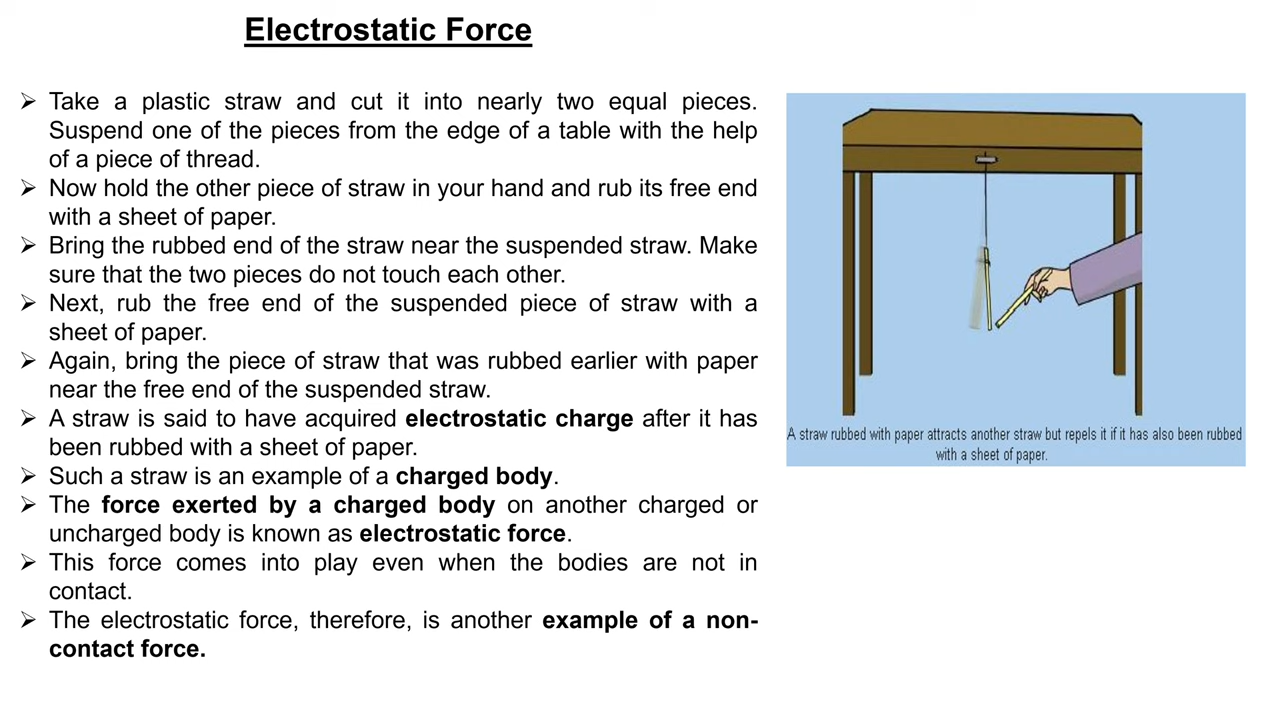 Electrostatic Force
➢ Take a plastic straw and cut it into nearly two equal pieces.
Suspend one of the pieces from the edge of a table with the help
of a piece of thread.
➢ Now hold the other piece of straw in your hand and rub its free end
with a sheet of paper.
➢ Bring the rubbed end of the straw near the suspended straw. Make
sure that the two pieces do not touch each other.
➢ Next, rub the free end of the suspended piece of straw with a
sheet of paper.
➢ Again, bring the piece of straw that was rubbed earlier with paper
near the free end of the suspended straw.
➢ A straw is said to have acquired electrostatic charge after it has
been rubbed with a sheet of paper.
➢ Such a straw is an example of a charged body.
➢ The force exerted by a charged body on another charged or
uncharged body is known as electrostatic force.
➢ This force comes into play even when the bodies are not in
contact.
➢ The electrostatic force, therefore, is another example of a non-
contact force.
A straw rubbed with paper attracts another straw but repels it if it has also been rubbed
with a sheet of paper.